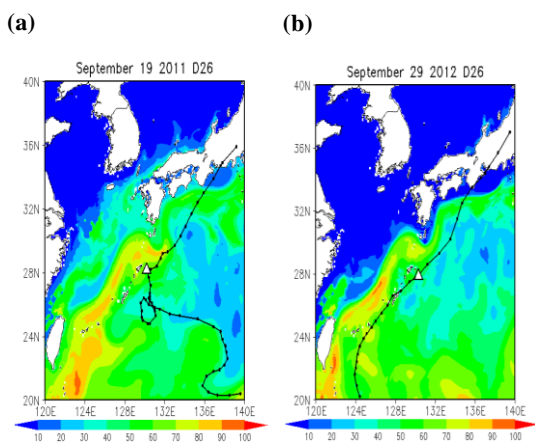 (a)
(b)
September 19 2011 D26
September 29 2012 D26
40N
36N
32N
28N
24N
20N
120E 124E 128E 132E 136E 140E
10 20 30 40 50 60 70 80 90 100
40N
36N
32N
28N
24N
20N
120E 124E 128E 132E 136E 140E
10 20 30 40 50 60 70 80 90 100